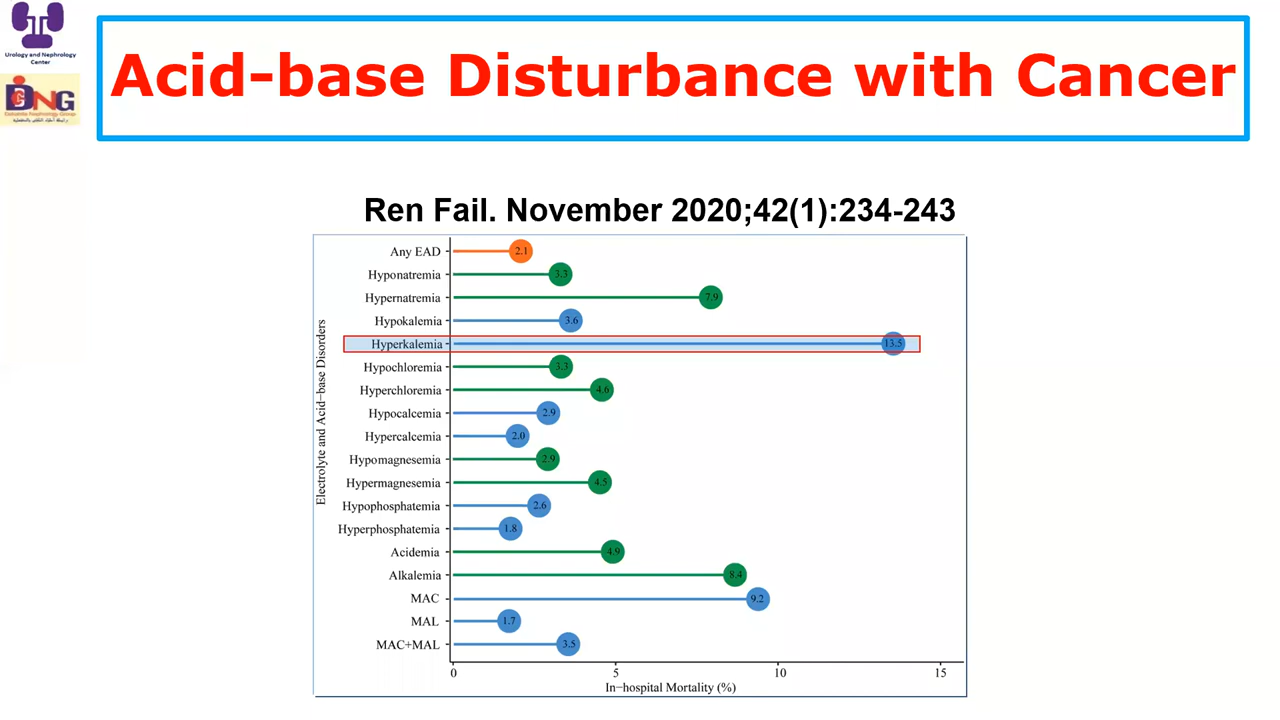 Urology and Nephrology
Center
Acid-base Disturbance with Cancer
Ren Fail. November 2020;42(1):234-243
Electrolyte and Acid−base Disorders
Any EAD 2.1
Hyponatremia 3.3
Hypernatremia 7.9
Hypokalemia 3.6
Hyperkalemia 13.5
Hypochloremia 3.3
Hyperchloremia 4.6
Hypocalcemia 2.9
Hypercalcemia 2.0
Hypomagnesemia 2.9
Hypermagnesemia 4.5
Hypophosphatemia 2.6
Hyperphosphatemia 1.8
Acidemia 4.9
Alkalemia 8.4
MAC 9.2
MAL 1.7
MAC+MAL 3.5
0 5 10 15
In−hospital Mortality (%)